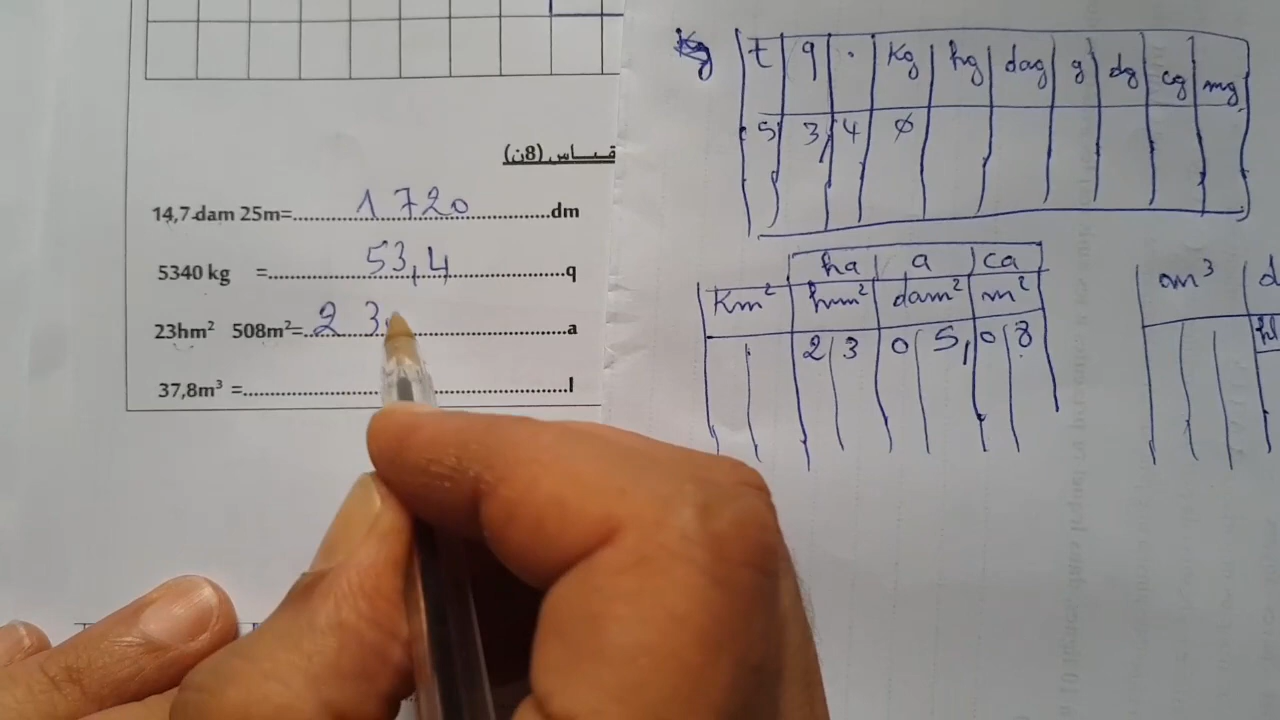 قياس (8ن)
14,7 dam 25m=1720dm
5340 kg =53,4q
23hm² 508m²=23a
37,8m³ =l
Kg t q . Kg hg dag g dg cg mg
5 3, 4 0
ha a ca
Km² hm² dam² m²
2 3 0 5, 0 8
m³ d
hl